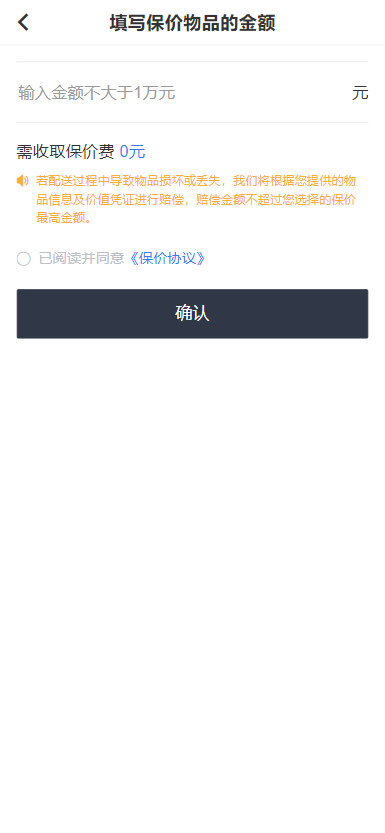 填写保价物品的金额
输入金额不大于1万元 元
需收取保价费 0元
若配送过程中导致物品损坏或丢失，我们将根据您提供的物
品信息及价值凭证进行赔偿，赔偿金额不超过您选择的保价
最高金额。
已阅读并同意《保价协议》
确认